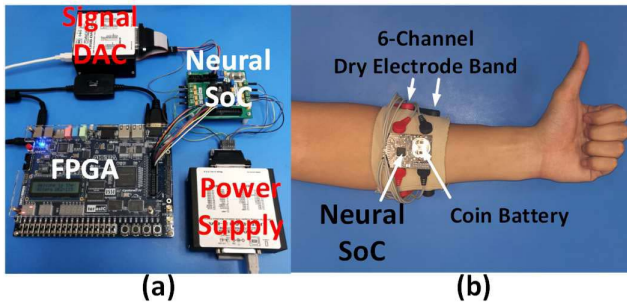 Signal
DAC
Neural
SoC
FPGA
Power
Supply
(a)
6-Channel
Dry Electrode Band
Neural
SoC
Coin Battery
(b)